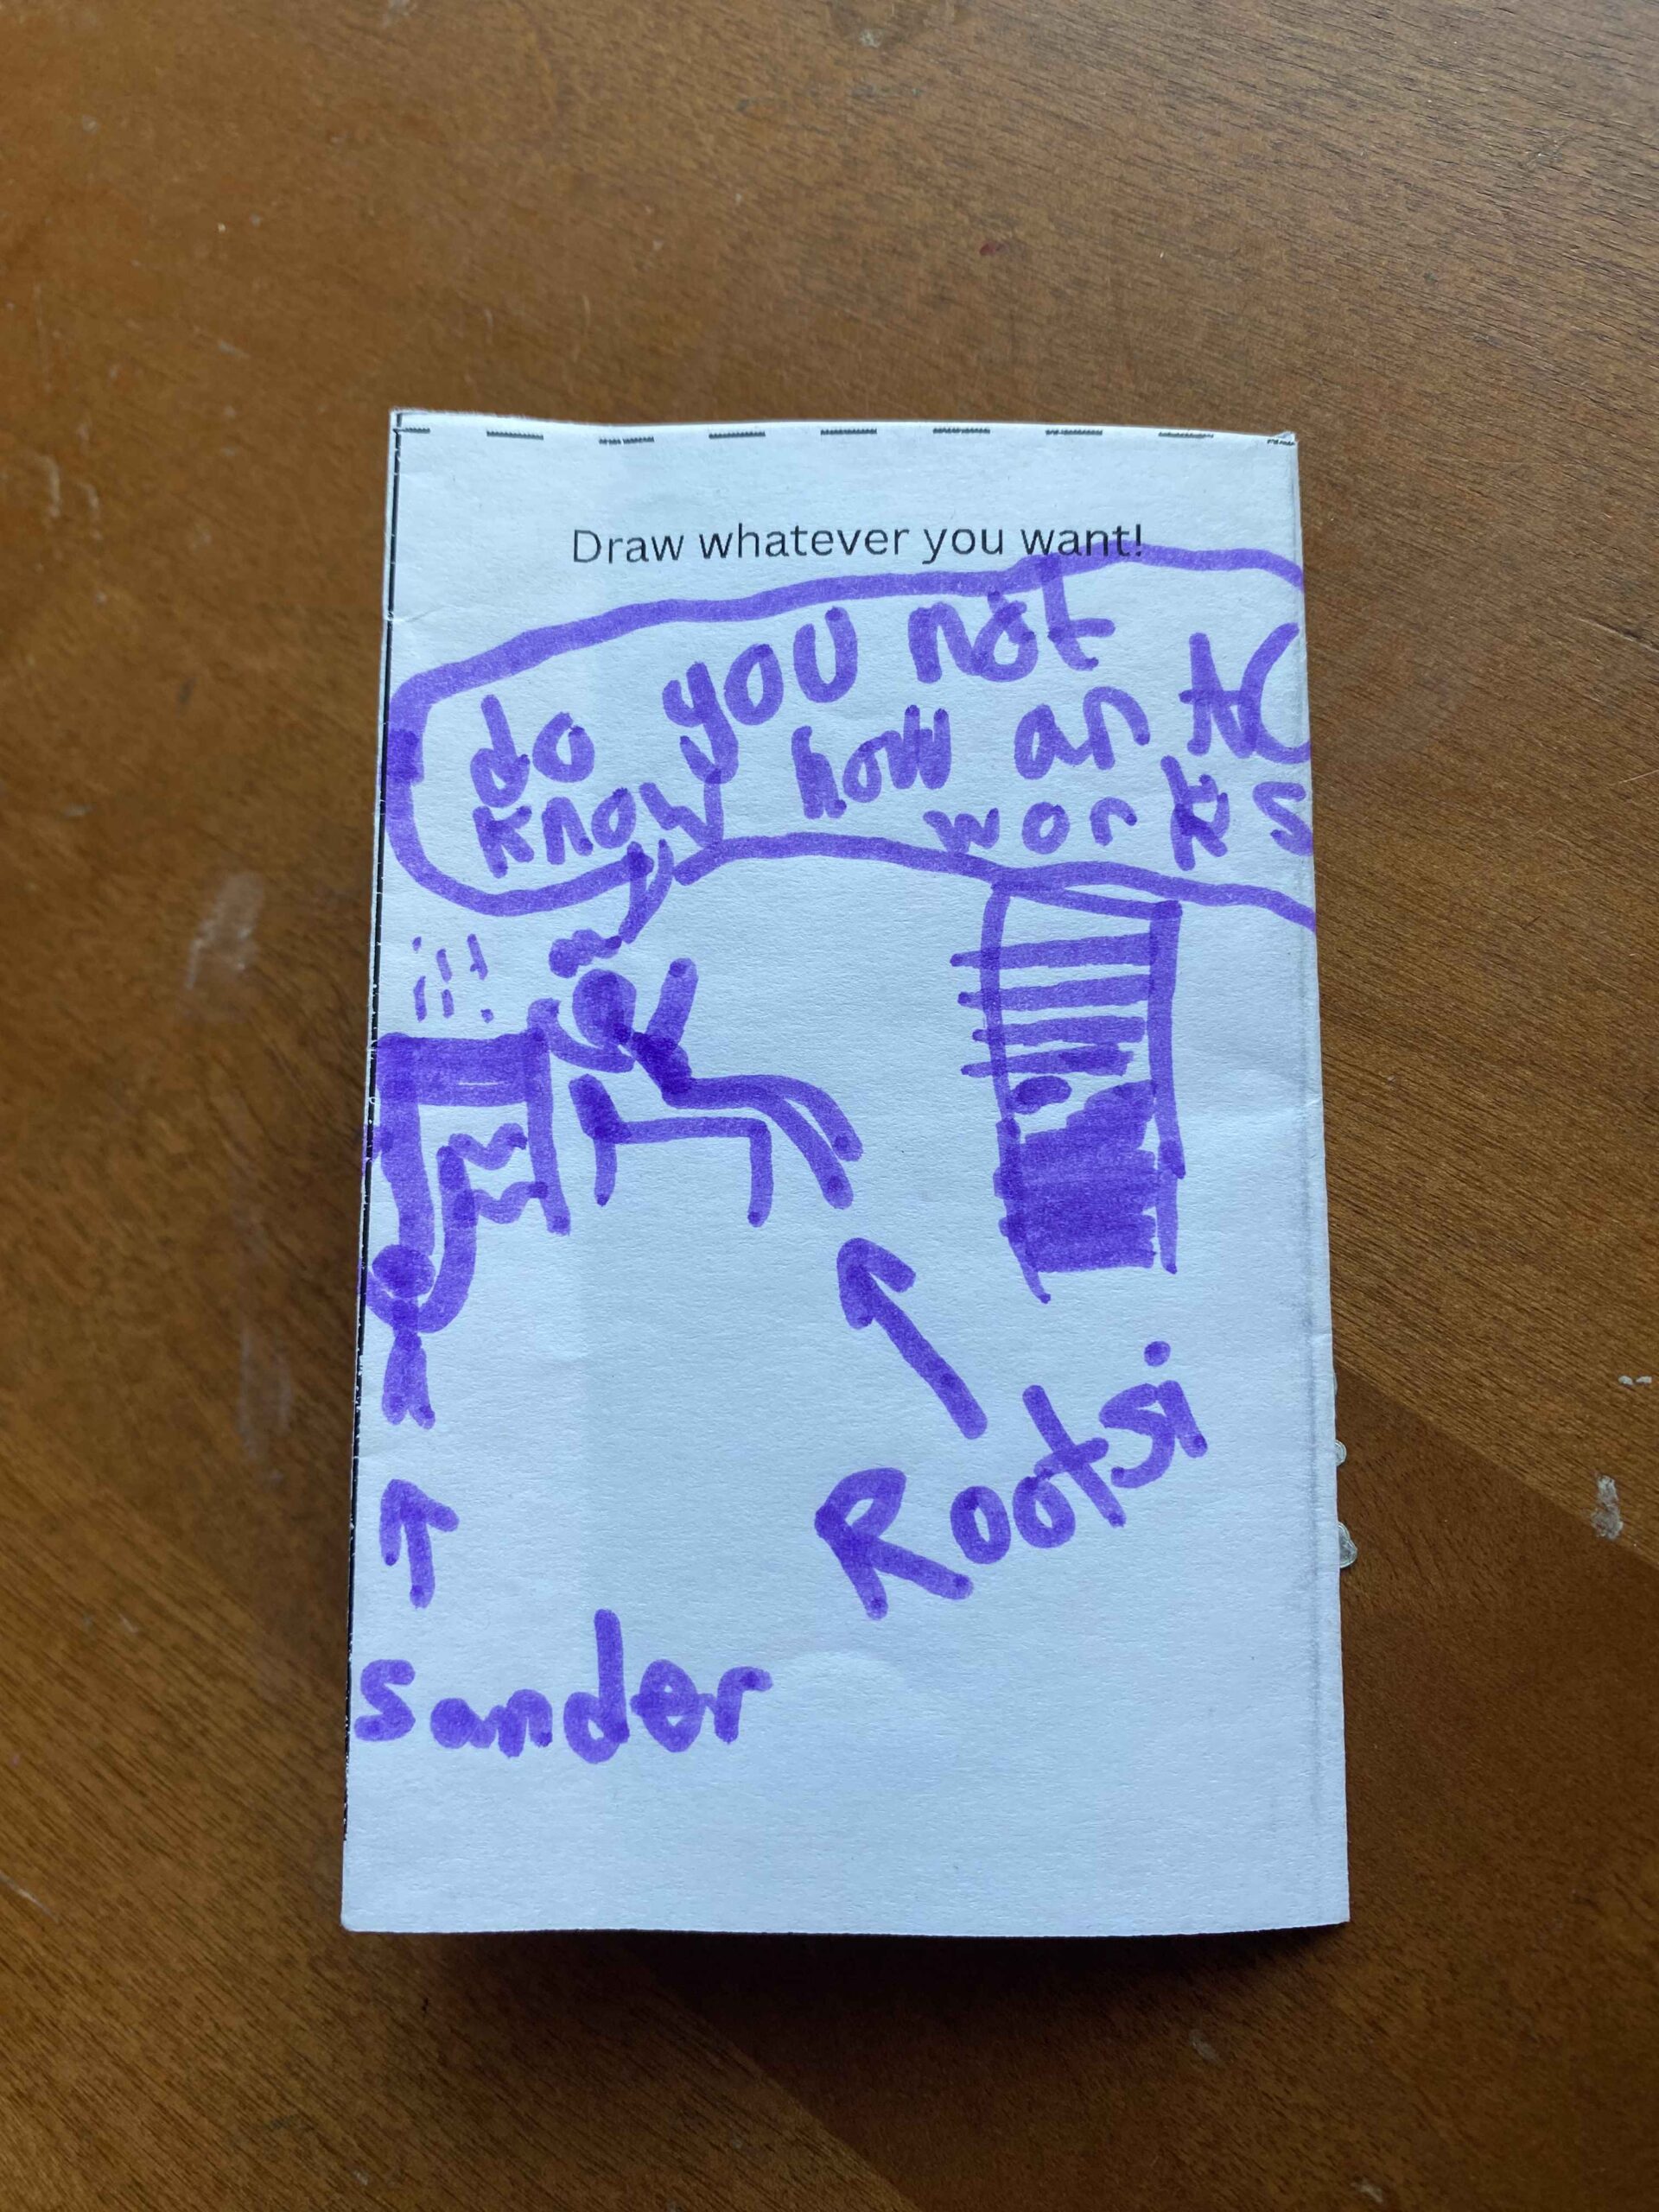 Draw whatever you want!
do you not
know how an AC
works
Rootsi
Sander